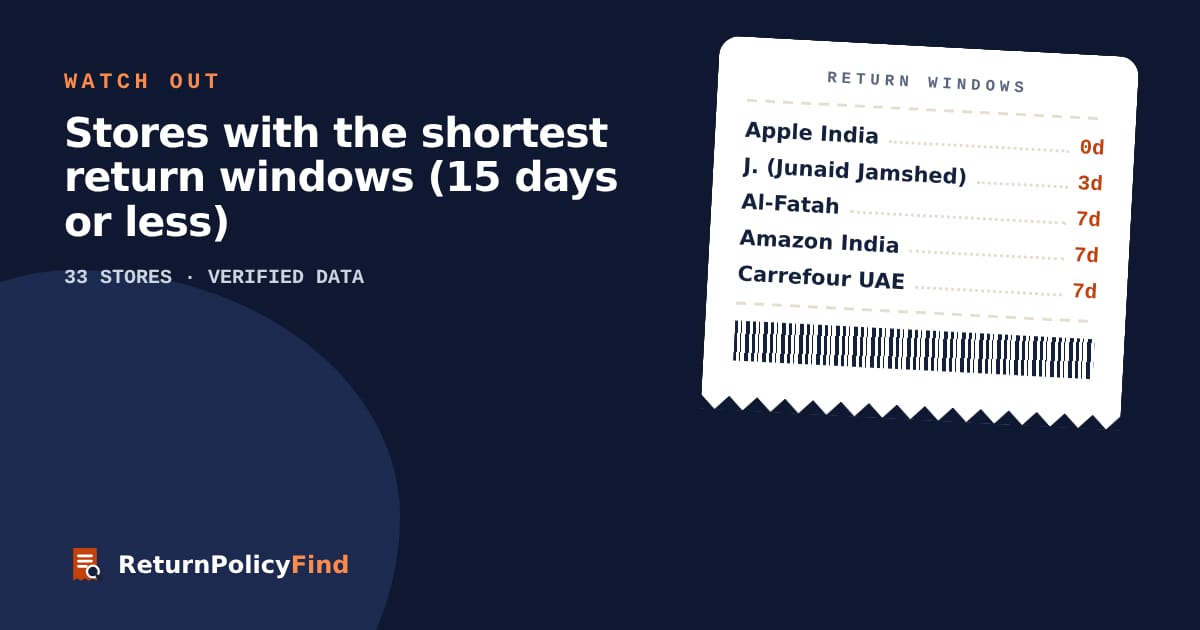 WATCH OUT
Stores with the shortest
return windows (15 days
or less)
33 STORES · VERIFIED DATA
RETURN WINDOWS
Apple India 0d
J. (Junaid Jamshed) 3d
Al-Fatah 7d
Amazon India 7d
Carrefour UAE 7d
ReturnPolicyFind